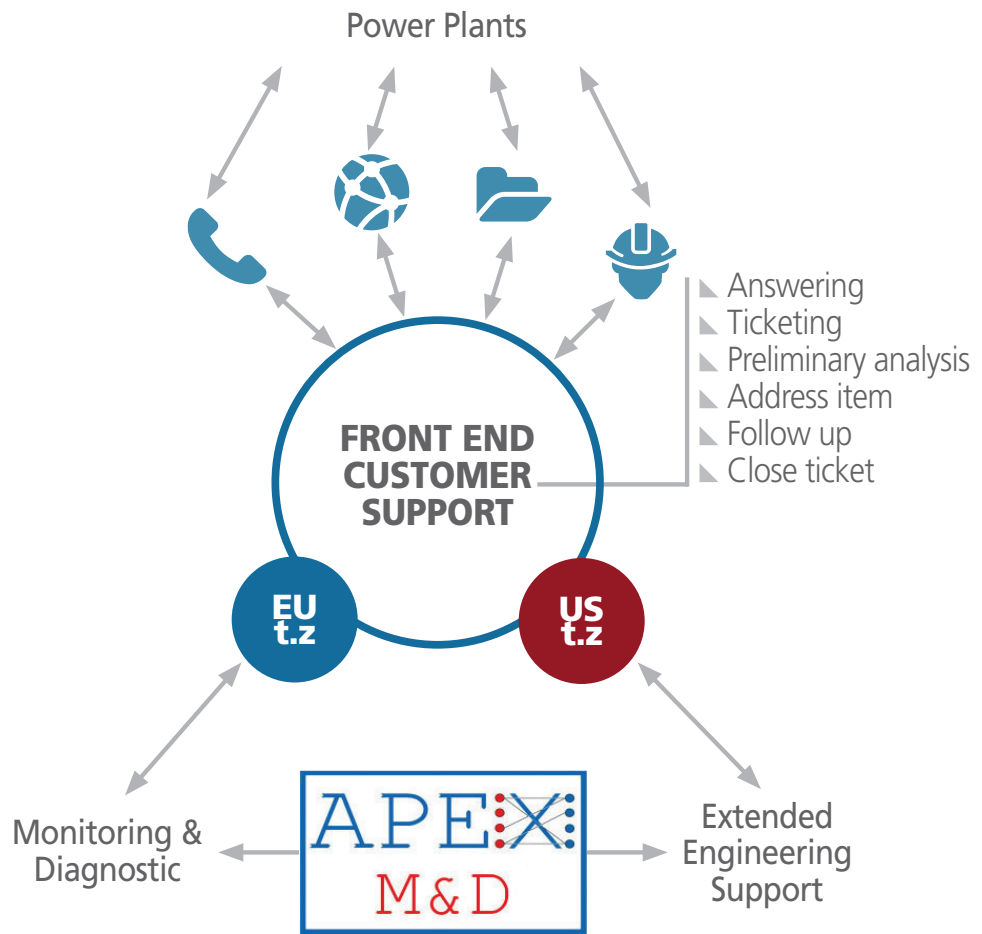 Power Plants
Answering
Ticketing
Preliminary analysis
Address item
Follow up
Close ticket
FRONT END
CUSTOMER
SUPPORT
EU
t.z
US
t.z
Monitoring &
Diagnostic
APEX
M&D
Extended
Engineering
Support